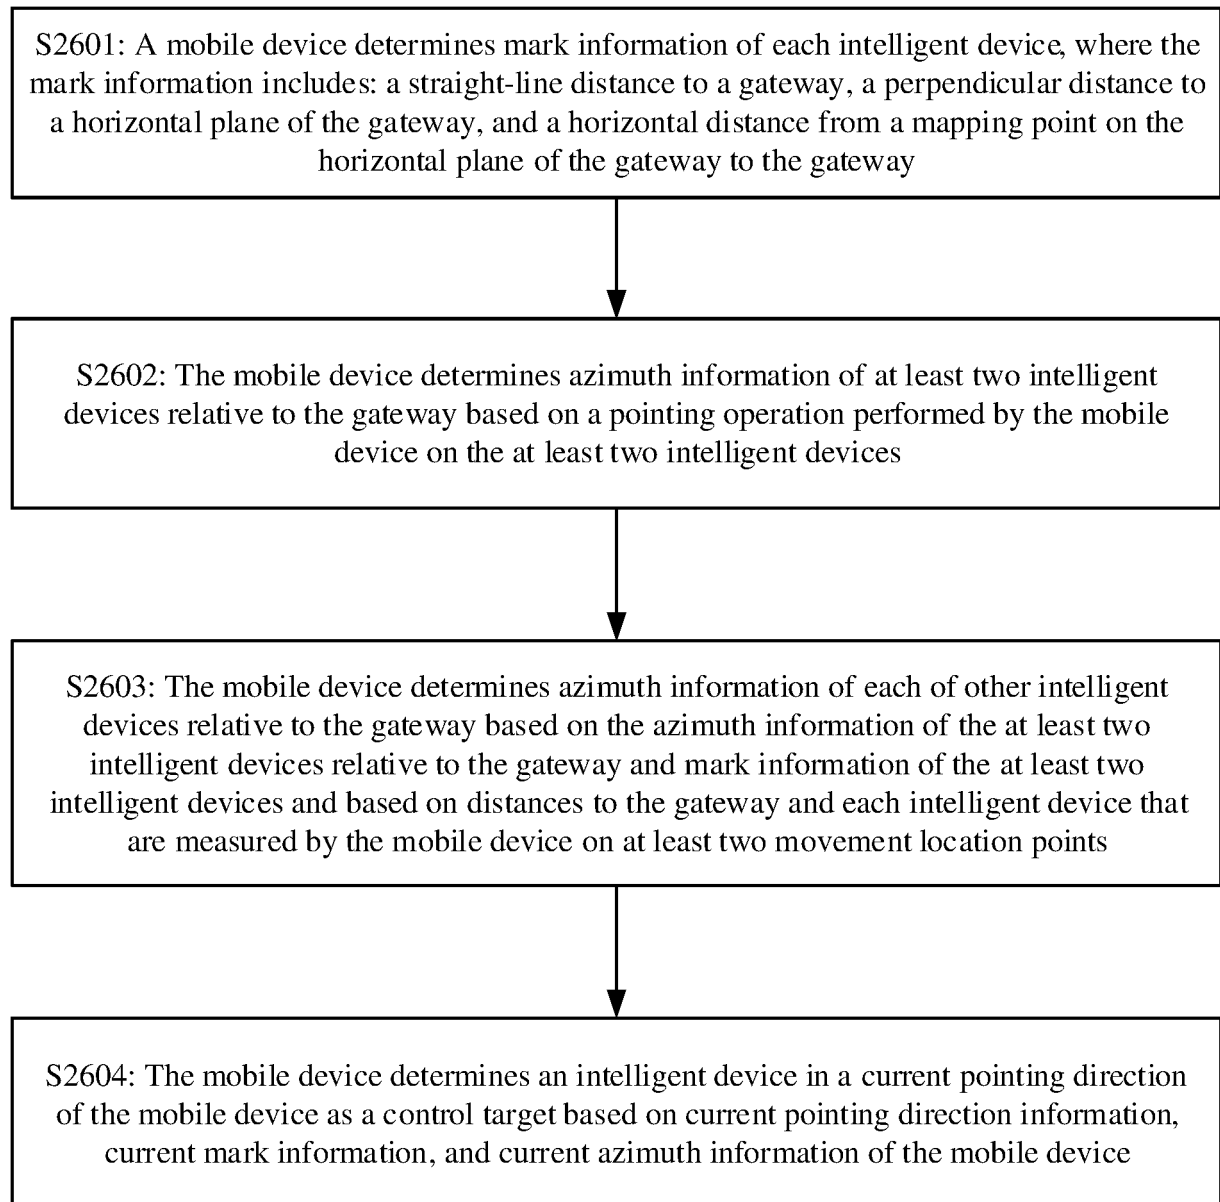 S2601: A mobile device determines mark information of each intelligent device, where the
mark information includes: a straight-line distance to a gateway, a perpendicular distance to
a horizontal plane of the gateway, and a horizontal distance from a mapping point on the
horizontal plane of the gateway to the gateway
S2602: The mobile device determines azimuth information of at least two intelligent
devices relative to the gateway based on a pointing operation performed by the mobile
device on the at least two intelligent devices
S2603: The mobile device determines azimuth information of each of other intelligent
devices relative to the gateway based on the azimuth information of the at least two
intelligent devices relative to the gateway and mark information of the at least two
intelligent devices and based on distances to the gateway and each intelligent device that
are measured by the mobile device on at least two movement location points
S2604: The mobile device determines an intelligent device in a current pointing direction
of the mobile device as a control target based on current pointing direction information,
current mark information, and current azimuth information of the mobile device